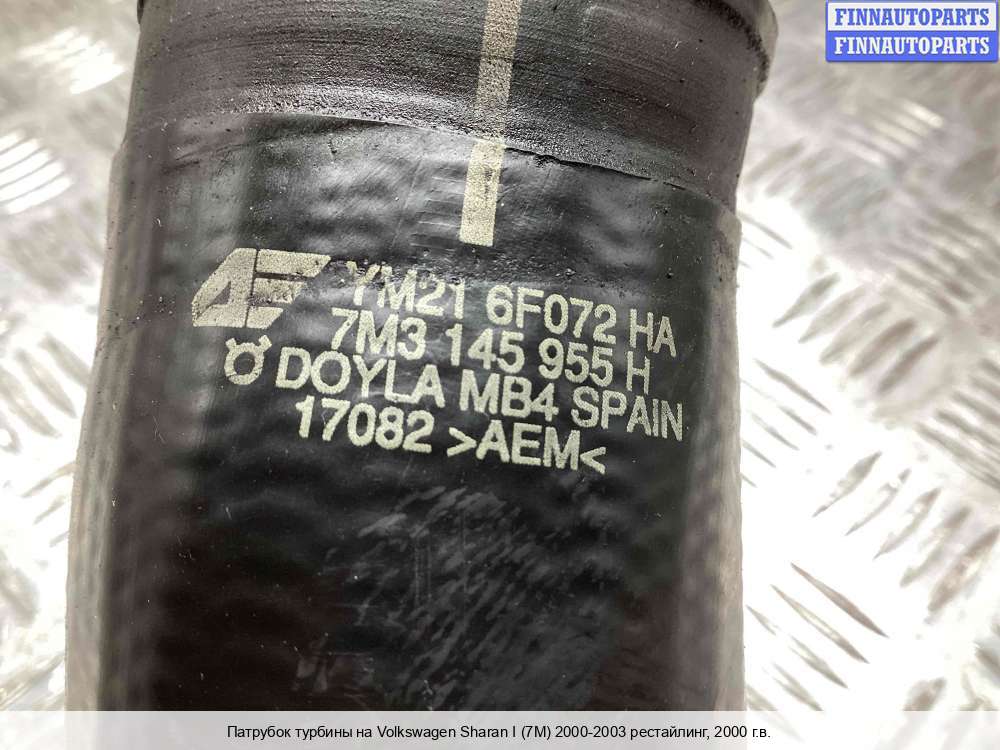 FINNAUTOPARTS
FINNAUTOPARTS
AE YM21 6F072 HA
7M3 145 955 H
DOYLA MB4 SPAIN
17082 >AEM<
Патрубок турбины на Volkswagen Sharan I (7M) 2000-2003 рестайлинг, 2000 г.в.